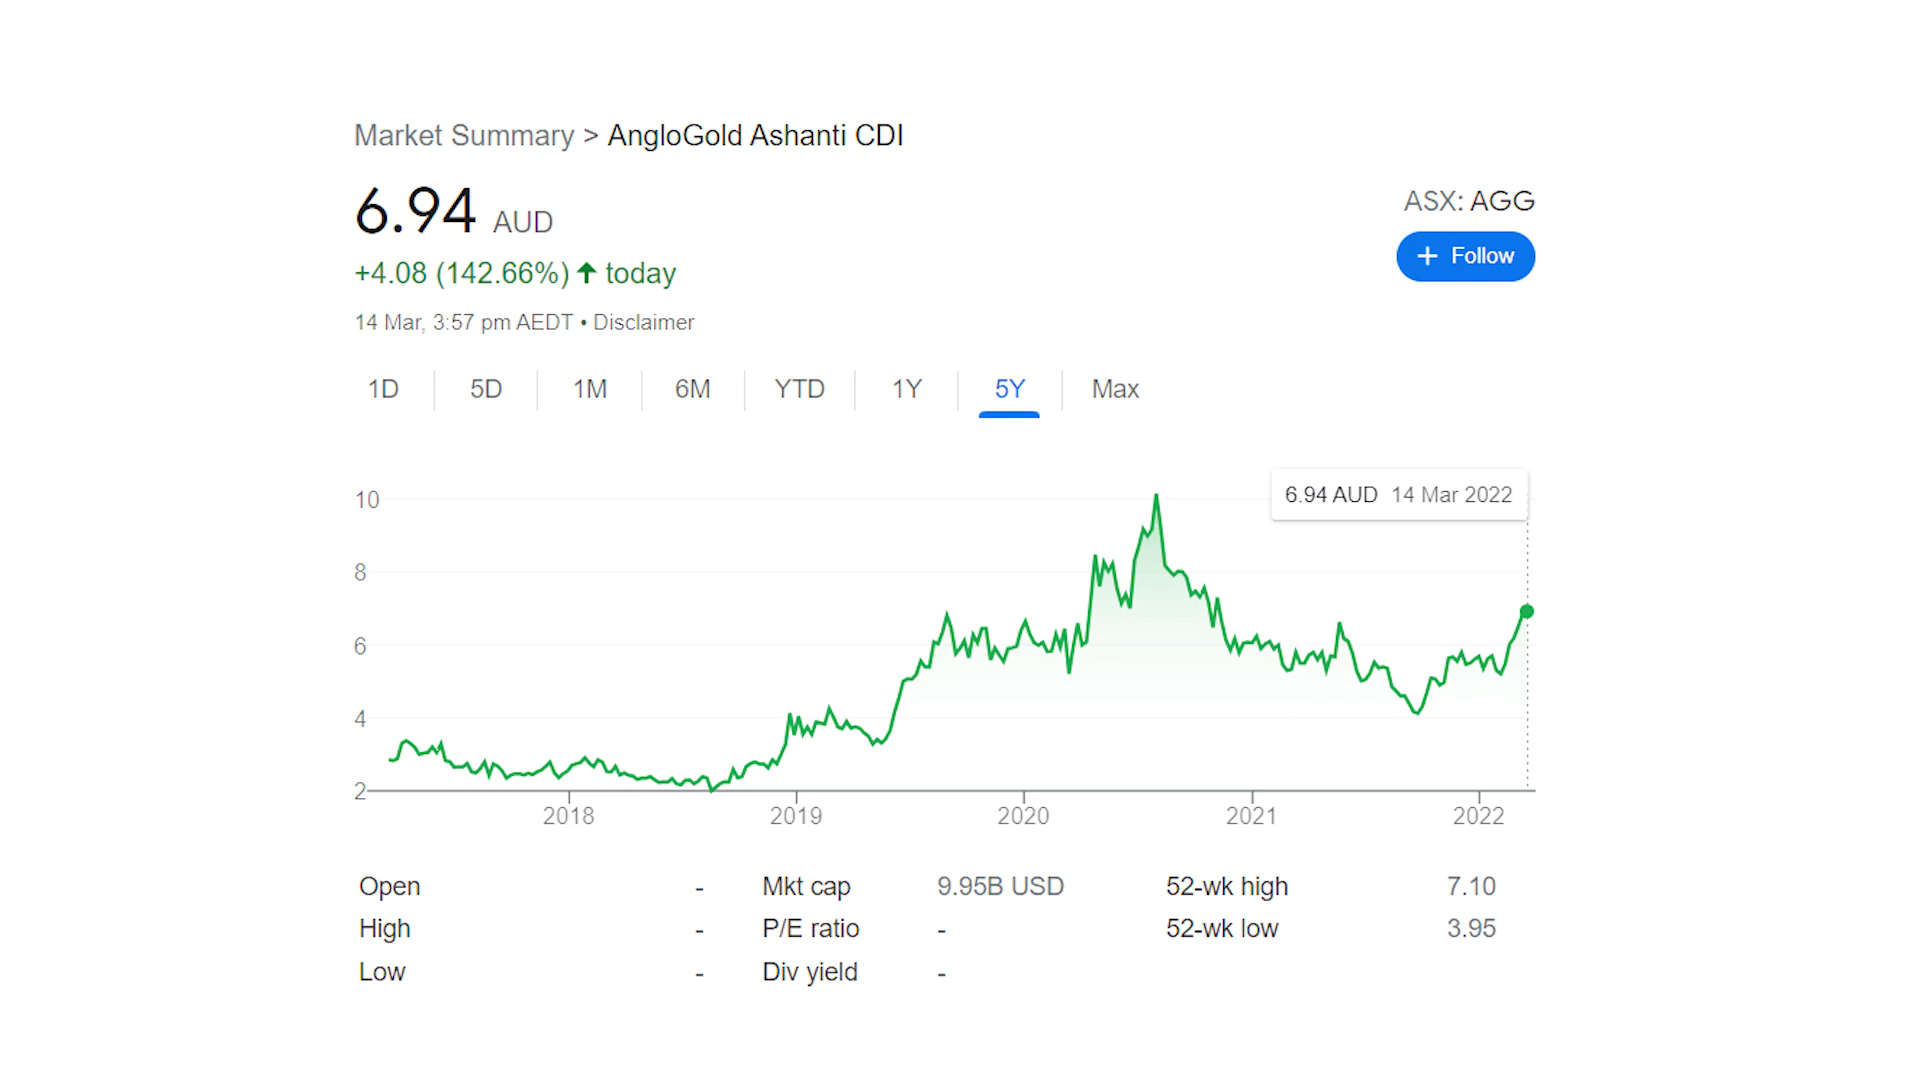 Market Summary > AngloGold Ashanti CDI
6.94 AUD
ASX: AGG
+ Follow
+4.08 (142.66%) ↑ today
14 Mar, 3:57 pm AEDT • Disclaimer
1D 5D 1M 6M YTD 1Y 5Y Max
6.94 AUD 14 Mar 2022
10
8
6
4
2
2018 2019 2020 2021 2022
Open - Mkt cap 9.95B USD 52-wk high 7.10
High - P/E ratio - 52-wk low 3.95
Low - Div yield -